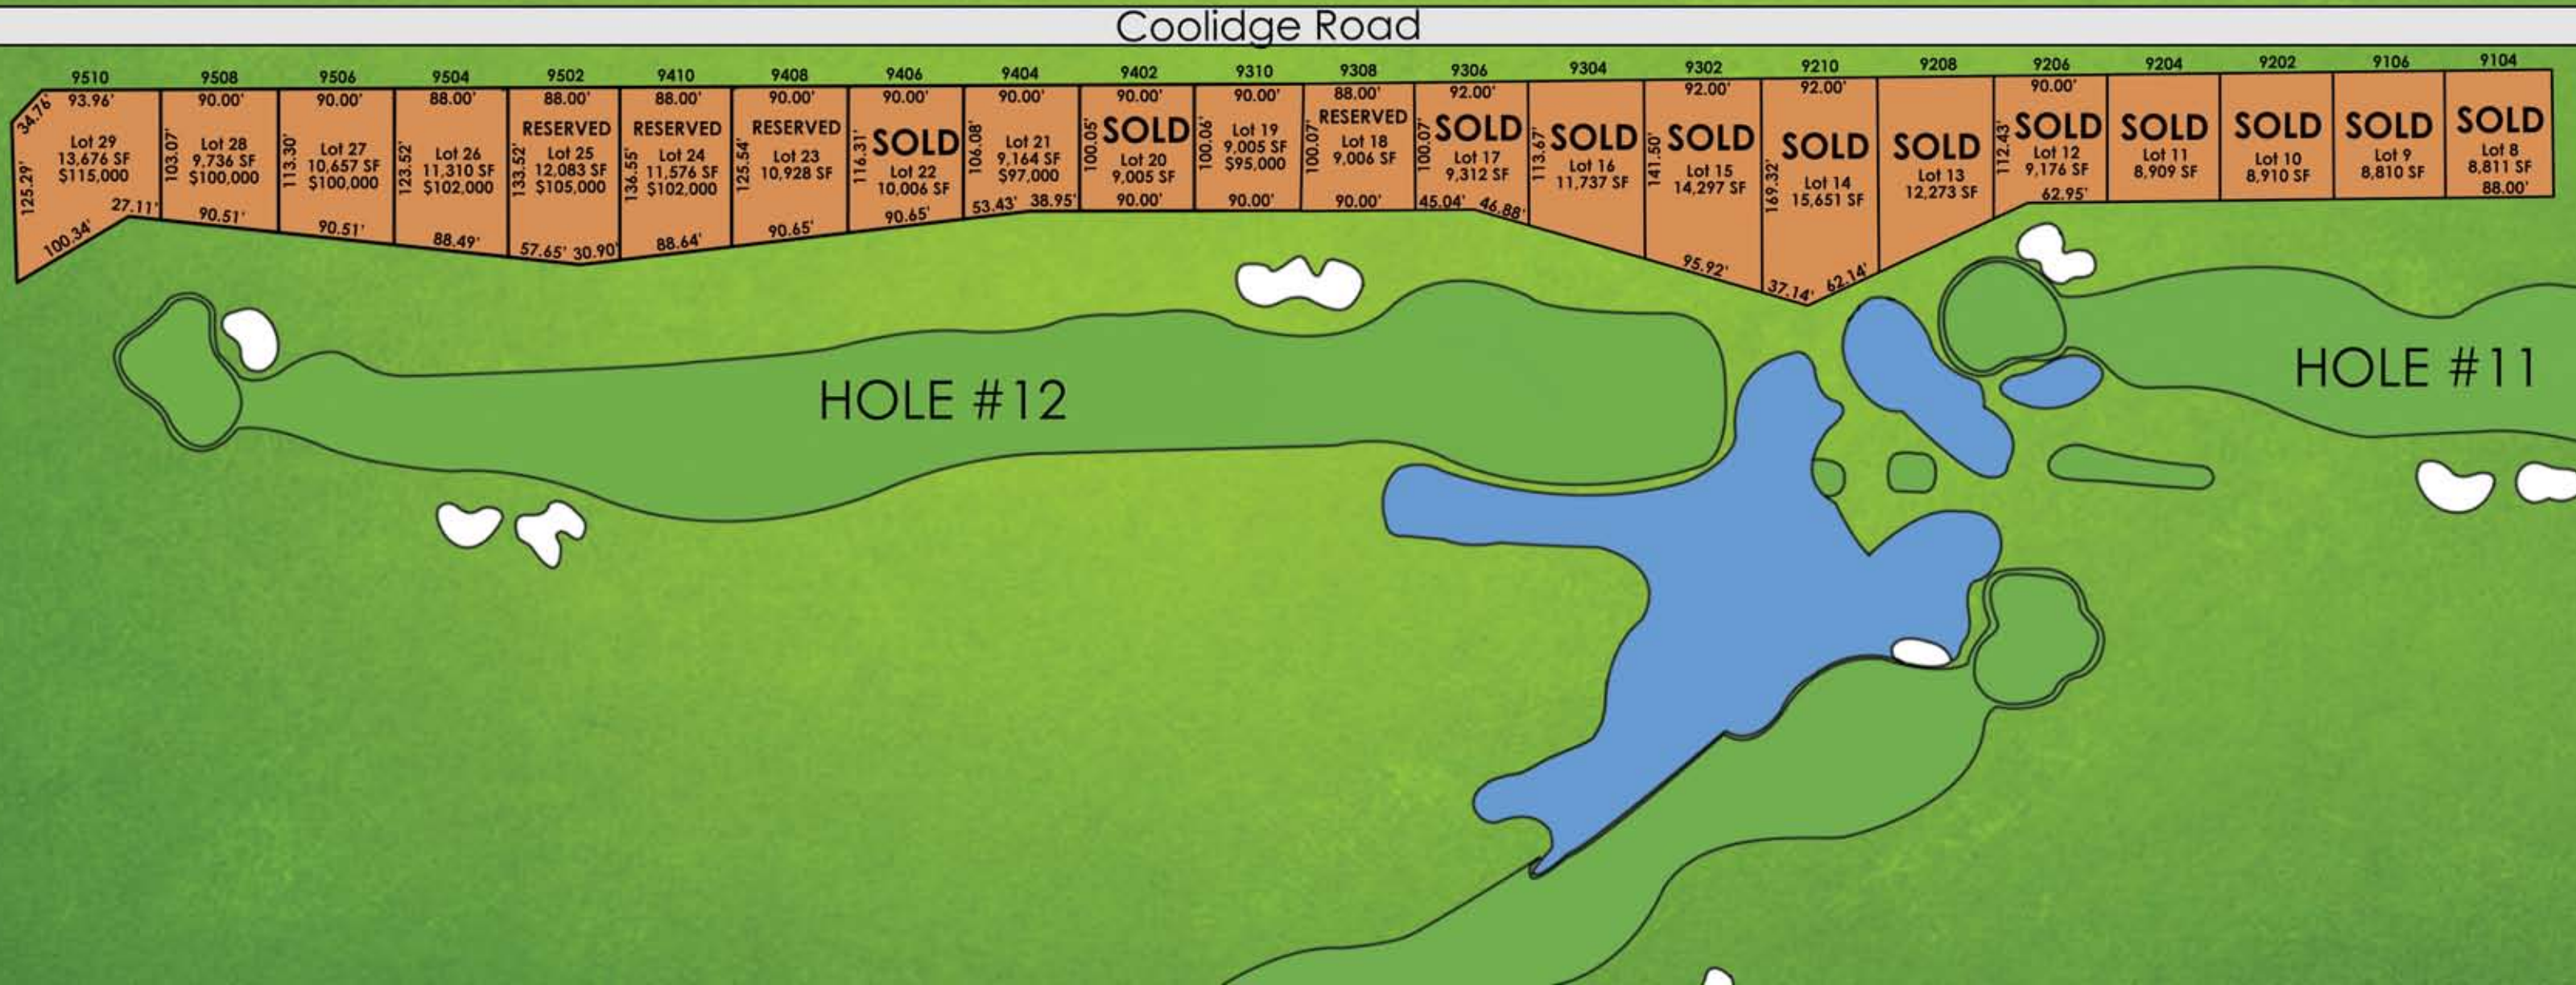 Coolidge Road
9510
93.96'
34.76'
Lot 29
13,676 SF
$115,000
125.29'
27.11'
100.34'
9508
90.00'
103.07'
Lot 28
9,736 SF
$100,000
90.51'
9506
90.00'
113.30'
Lot 27
10,657 SF
$100,000
90.51'
9504
88.00'
123.52'
Lot 26
11,310 SF
$102,000
88.49'
9502
88.00'
RESERVED
133.52'
Lot 25
12,083 SF
$105,000
57.65' 30.90'
9410
88.00'
RESERVED
136.55'
Lot 24
11,576 SF
$102,000
88.64'
9408
90.00'
RESERVED
125.54'
Lot 23
10,928 SF
90.65'
9406
90.00'
SOLD
116.31'
Lot 22
10,006 SF
90.65'
9404
90.00'
106.08'
Lot 21
9,164 SF
$97,000
53.43' 38.95'
9402
90.00'
100.05'
SOLD
Lot 20
9,005 SF
90.00'
9310
90.00'
100.06'
Lot 19
9,005 SF
$95,000
90.00'
9308
88.00'
RESERVED
100.07'
Lot 18
9,006 SF
90.00'
9306
92.00'
100.07'
SOLD
Lot 17
9,312 SF
45.04' 46.88'
9304
113.67'
SOLD
Lot 16
11,737 SF
9302
92.00'
141.50'
SOLD
Lot 15
14,297 SF
95.92'
9210
92.00'
SOLD
169.32'
Lot 14
15,651 SF
37.14' 62.14'
9208
SOLD
Lot 13
12,273 SF
9206
90.00'
112.43'
SOLD
Lot 12
9,176 SF
62.95'
9204
SOLD
Lot 11
8,909 SF
9202
SOLD
Lot 10
8,910 SF
9106
SOLD
Lot 9
8,810 SF
9104
SOLD
Lot 8
8,811 SF
88.00'
HOLE #12
HOLE #11